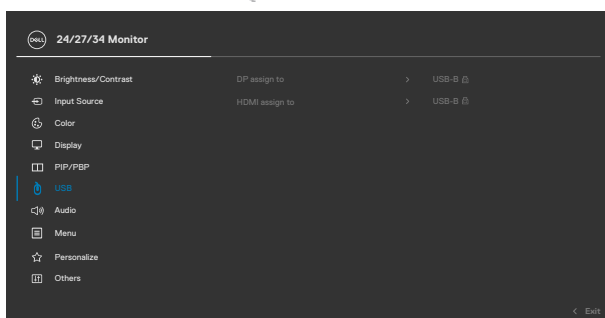 DELL 24/27/34 Monitor
Brightness/Contrast DP assign to > USB-B
Input Source HDMI assign to > USB-B
Color
Display
PIP/PBP
USB
Audio
Menu
Personalize
Others
< Exit